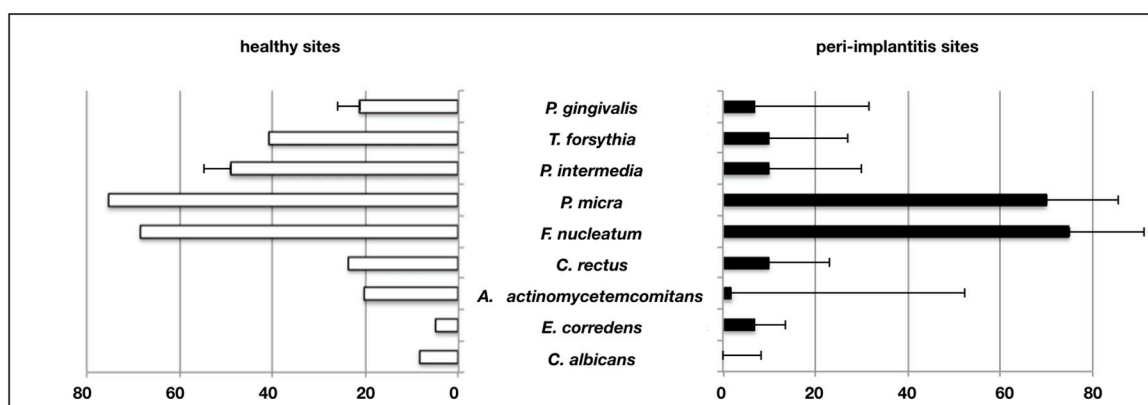 healthy sites
peri-implantitis sites
P. gingivalis
T. forsythia
P. intermedia
P. micra
F. nucleatum
C. rectus
A. actinomycetemcomitans
E. corredens
C. albicans
80 60 40 20 0
0 20 40 60 80